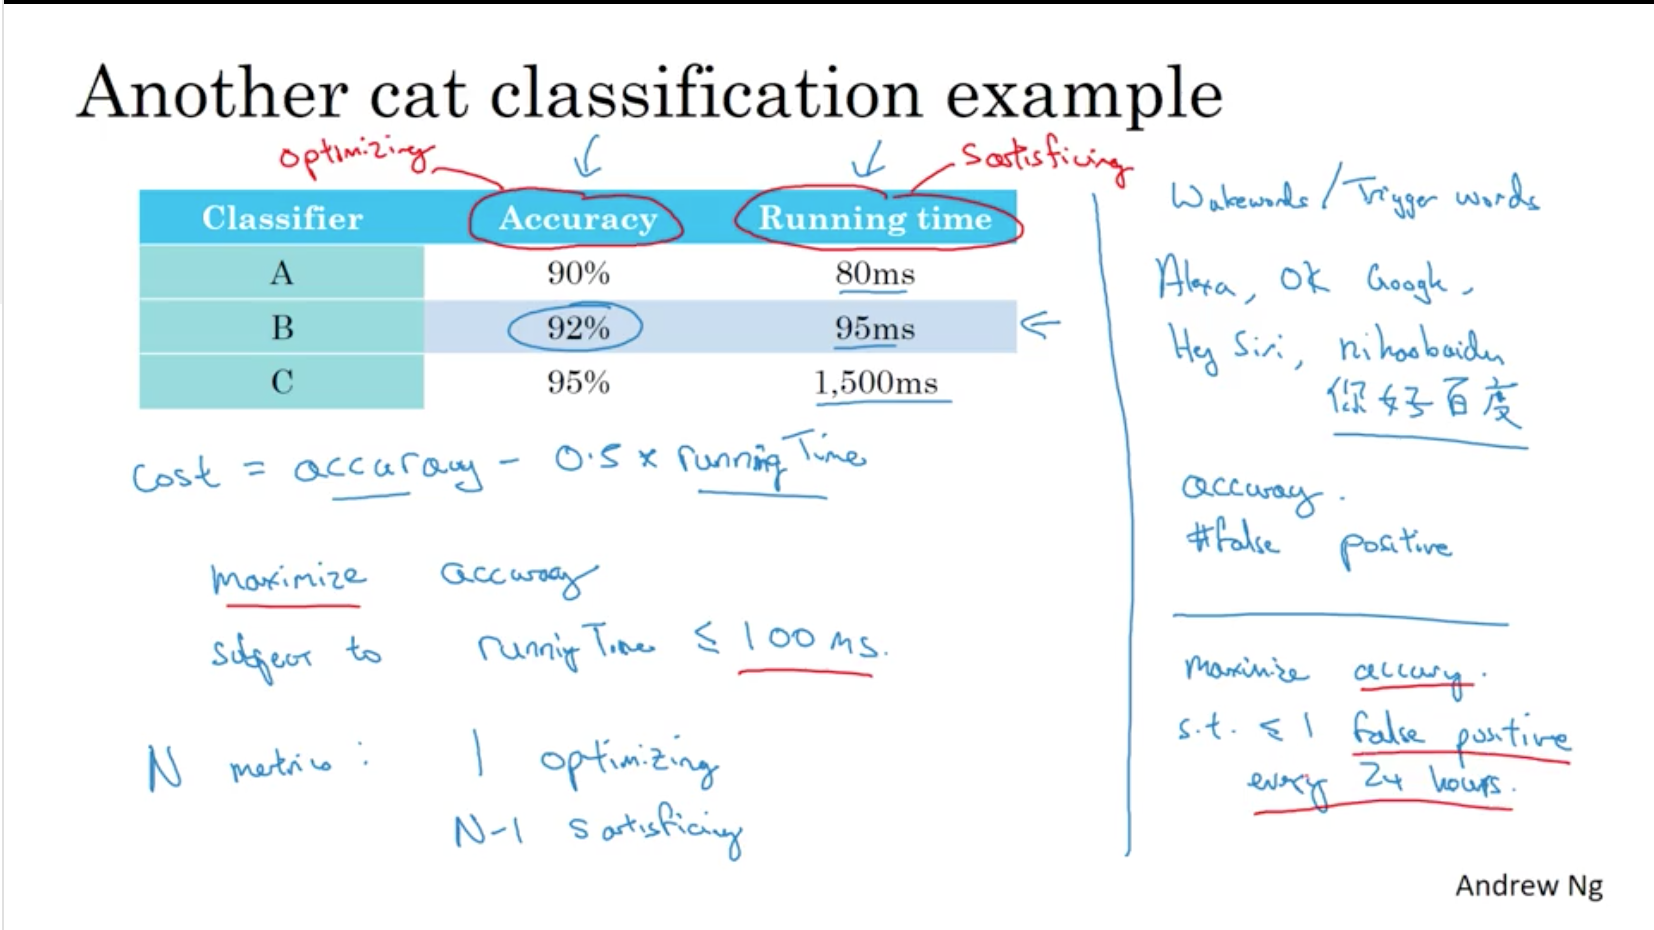 Another cat classification example
optimizing
Satisficing
Classifier Accuracy Running time
A 90% 80ms
B 92% 95ms
C 95% 1,500ms
Cost = accuracy - 0.5 x running Time
maximize accuracy
subject to running Time ≤ 100 ms.
N metrics: 1 optimizing
N-1 satisficing
Wakewords / Trigger words
Alexa, OK Google,
Hey Siri, nihaobaidu
你好百度
accuracy.
#false positive
maximize accuracy.
s.t. ≤ 1 false positive
every 24 hours.
Andrew Ng